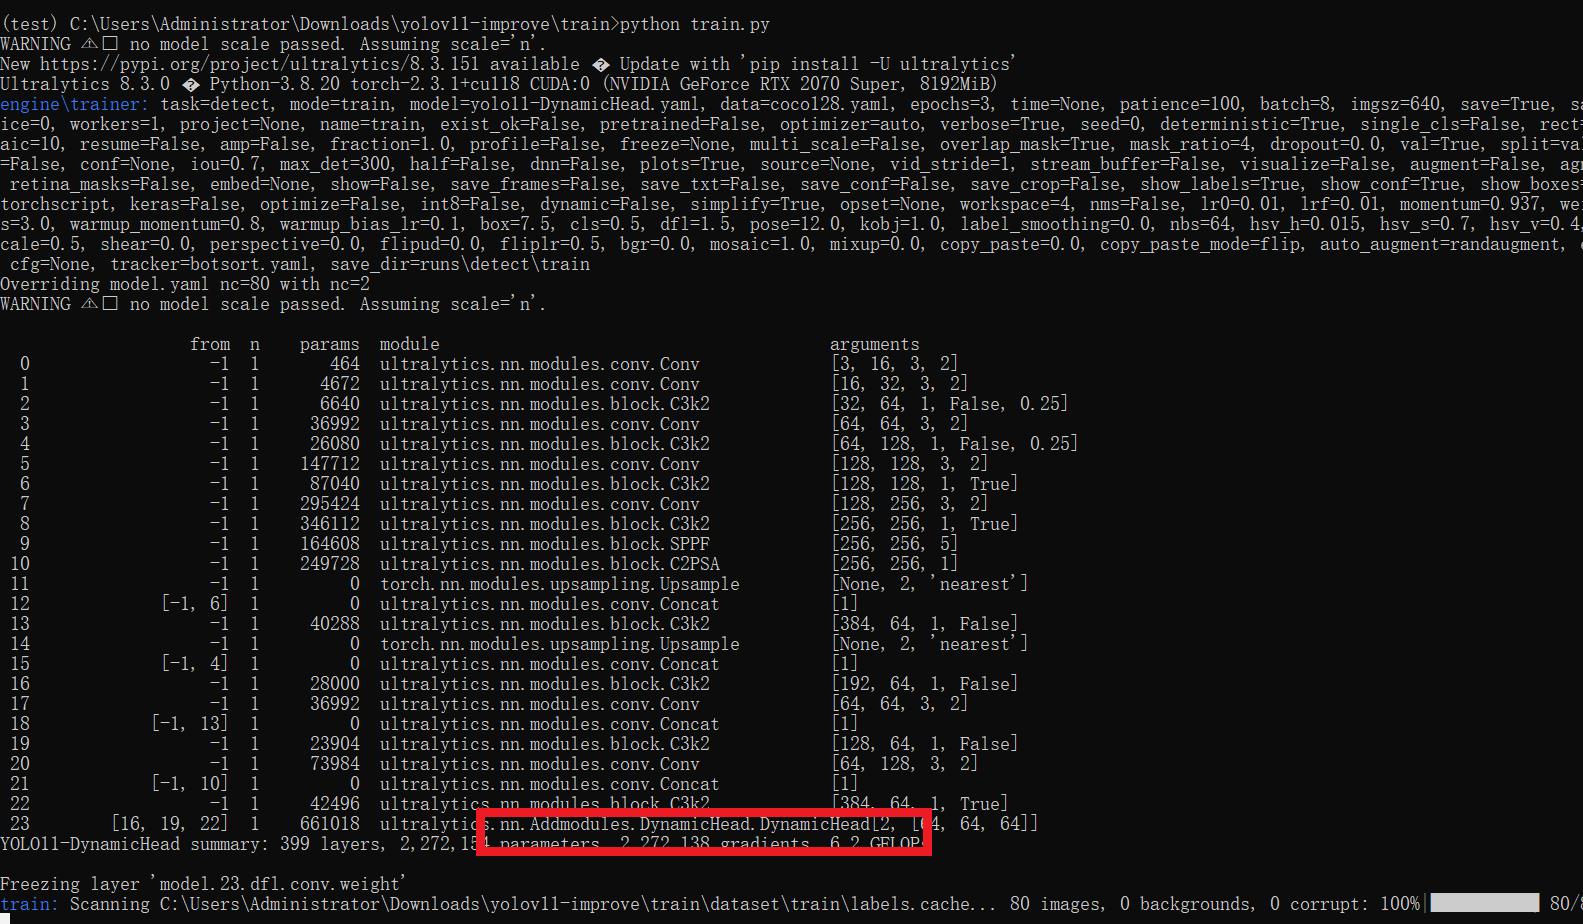 (test) C:\Users\Administrator\Downloads\yolov11-improve\train>python train.py
WARNING ⚠□ no model scale passed. Assuming scale='n'.
New https://pypi.org/project/ultralytics/8.3.151 available � Update with 'pip install -U ultralytics'
Ultralytics 8.3.0 � Python-3.8.20 torch-2.3.1+cu118 CUDA:0 (NVIDIA GeForce RTX 2070 Super, 8192MiB)
engine\trainer: task=detect, mode=train, model=yolo11-DynamicHead.yaml, data=coco128.yaml, epochs=3, time=None, patience=100, batch=8, imgsz=640, save=True, sa
ice=0, workers=1, project=None, name=train, exist_ok=False, pretrained=False, optimizer=auto, verbose=True, seed=0, deterministic=True, single_cls=False, rect=
aic=10, resume=False, amp=False, fraction=1.0, profile=False, freeze=None, multi_scale=False, overlap_mask=True, mask_ratio=4, dropout=0.0, val=True, split=val
=False, conf=None, iou=0.7, max_det=300, half=False, dnn=False, plots=True, source=None, vid_stride=1, stream_buffer=False, visualize=False, augment=False, agn
retina_masks=False, embed=None, show=False, save_frames=False, save_txt=False, save_conf=False, save_crop=False, show_labels=True, show_conf=True, show_boxes=
torchscript, keras=False, optimize=False, int8=False, dynamic=False, simplify=True, opset=None, workspace=4, nms=False, lr0=0.01, lrf=0.01, momentum=0.937, wei
s=3.0, warmup_momentum=0.8, warmup_bias_lr=0.1, box=7.5, cls=0.5, dfl=1.5, pose=12.0, kobj=1.0, label_smoothing=0.0, nbs=64, hsv_h=0.015, hsv_s=0.7, hsv_v=0.4,
cale=0.5, shear=0.0, perspective=0.0, flipud=0.0, fliplr=0.5, bgr=0.0, mosaic=1.0, mixup=0.0, copy_paste=0.0, copy_paste_mode=flip, auto_augment=randaugment, e
cfg=None, tracker=botsort.yaml, save_dir=runs\detect\train
Overriding model.yaml nc=80 with nc=2
WARNING ⚠□ no model scale passed. Assuming scale='n'.
from n params module arguments
0 -1 1 464 ultralytics.nn.modules.conv.Conv [3, 16, 3, 2]
1 -1 1 4672 ultralytics.nn.modules.conv.Conv [16, 32, 3, 2]
2 -1 1 6640 ultralytics.nn.modules.block.C3k2 [32, 64, 1, False, 0.25]
3 -1 1 36992 ultralytics.nn.modules.conv.Conv [64, 64, 3, 2]
4 -1 1 26080 ultralytics.nn.modules.block.C3k2 [64, 128, 1, False, 0.25]
5 -1 1 147712 ultralytics.nn.modules.conv.Conv [128, 128, 3, 2]
6 -1 1 87040 ultralytics.nn.modules.block.C3k2 [128, 128, 1, True]
7 -1 1 295424 ultralytics.nn.modules.conv.Conv [128, 256, 3, 2]
8 -1 1 346112 ultralytics.nn.modules.block.C3k2 [256, 256, 1, True]
9 -1 1 164608 ultralytics.nn.modules.block.SPPF [256, 256, 5]
10 -1 1 249728 ultralytics.nn.modules.block.C2PSA [256, 256, 1]
11 -1 1 0 torch.nn.modules.upsampling.Upsample [None, 2, 'nearest']
12 [-1, 6] 1 0 ultralytics.nn.modules.conv.Concat [1]
13 -1 1 40288 ultralytics.nn.modules.block.C3k2 [384, 64, 1, False]
14 -1 1 0 torch.nn.modules.upsampling.Upsample [None, 2, 'nearest']
15 [-1, 4] 1 0 ultralytics.nn.modules.conv.Concat [1]
16 -1 1 28000 ultralytics.nn.modules.block.C3k2 [192, 64, 1, False]
17 -1 1 36992 ultralytics.nn.modules.conv.Conv [64, 64, 3, 2]
18 [-1, 13] 1 0 ultralytics.nn.modules.conv.Concat [1]
19 -1 1 23904 ultralytics.nn.modules.block.C3k2 [128, 64, 1, False]
20 -1 1 73984 ultralytics.nn.modules.conv.Conv [64, 128, 3, 2]
21 [-1, 10] 1 0 ultralytics.nn.modules.conv.Concat [1]
22 -1 1 42496 ultralytics.nn.modules.block.C3k2 [384, 64, 1, True]
23 [16, 19, 22] 1 661018 ultralytics.nn.Addmodules.DynamicHead.DynamicHead[2, [64, 64, 64]]
YOLO11-DynamicHead summary: 399 layers, 2,272,154 parameters, 2,272,138 gradients, 6.2 GFLOPs
Freezing layer 'model.23.dfl.conv.weight'
train: Scanning C:\Users\Administrator\Downloads\yolov11-improve\train\dataset\train\labels.cache... 80 images, 0 backgrounds, 0 corrupt: 100%| 80/8